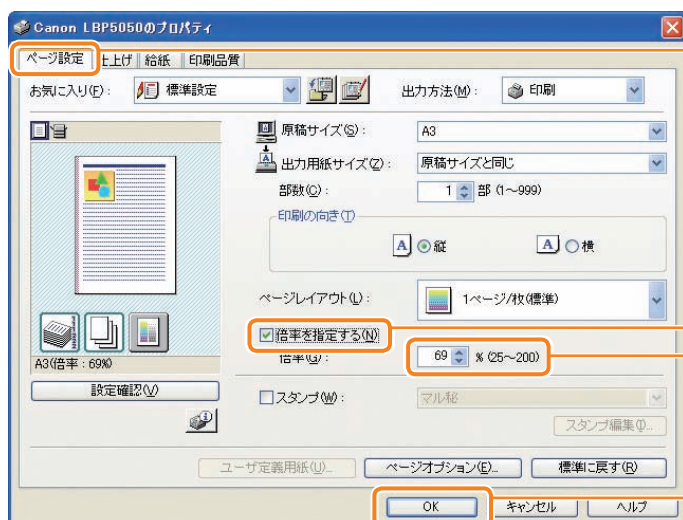 Canon LBP5050のプロパティ
ページ設定 仕上げ 給紙 印刷品質
お気に入り(F): 標準設定 出力方法(M): 印刷
原稿サイズ(S): A3
出力用紙サイズ(Z): 原稿サイズと同じ
部数(C): 1 部 (1~999)
印刷の向き(T)
A 縦 A 横
ページレイアウト(L): 1ページ/枚(標準)
倍率を指定する(N)
A3(倍率:69%)
倍率(G): 69 % (25~200)
設定確認(V)
スタンプ(W): マル秘
スタンプ編集(I)...
ユーザ定義用紙(U)... ページオプション(E)... 標準に戻す(R)
OK キャンセル ヘルプ